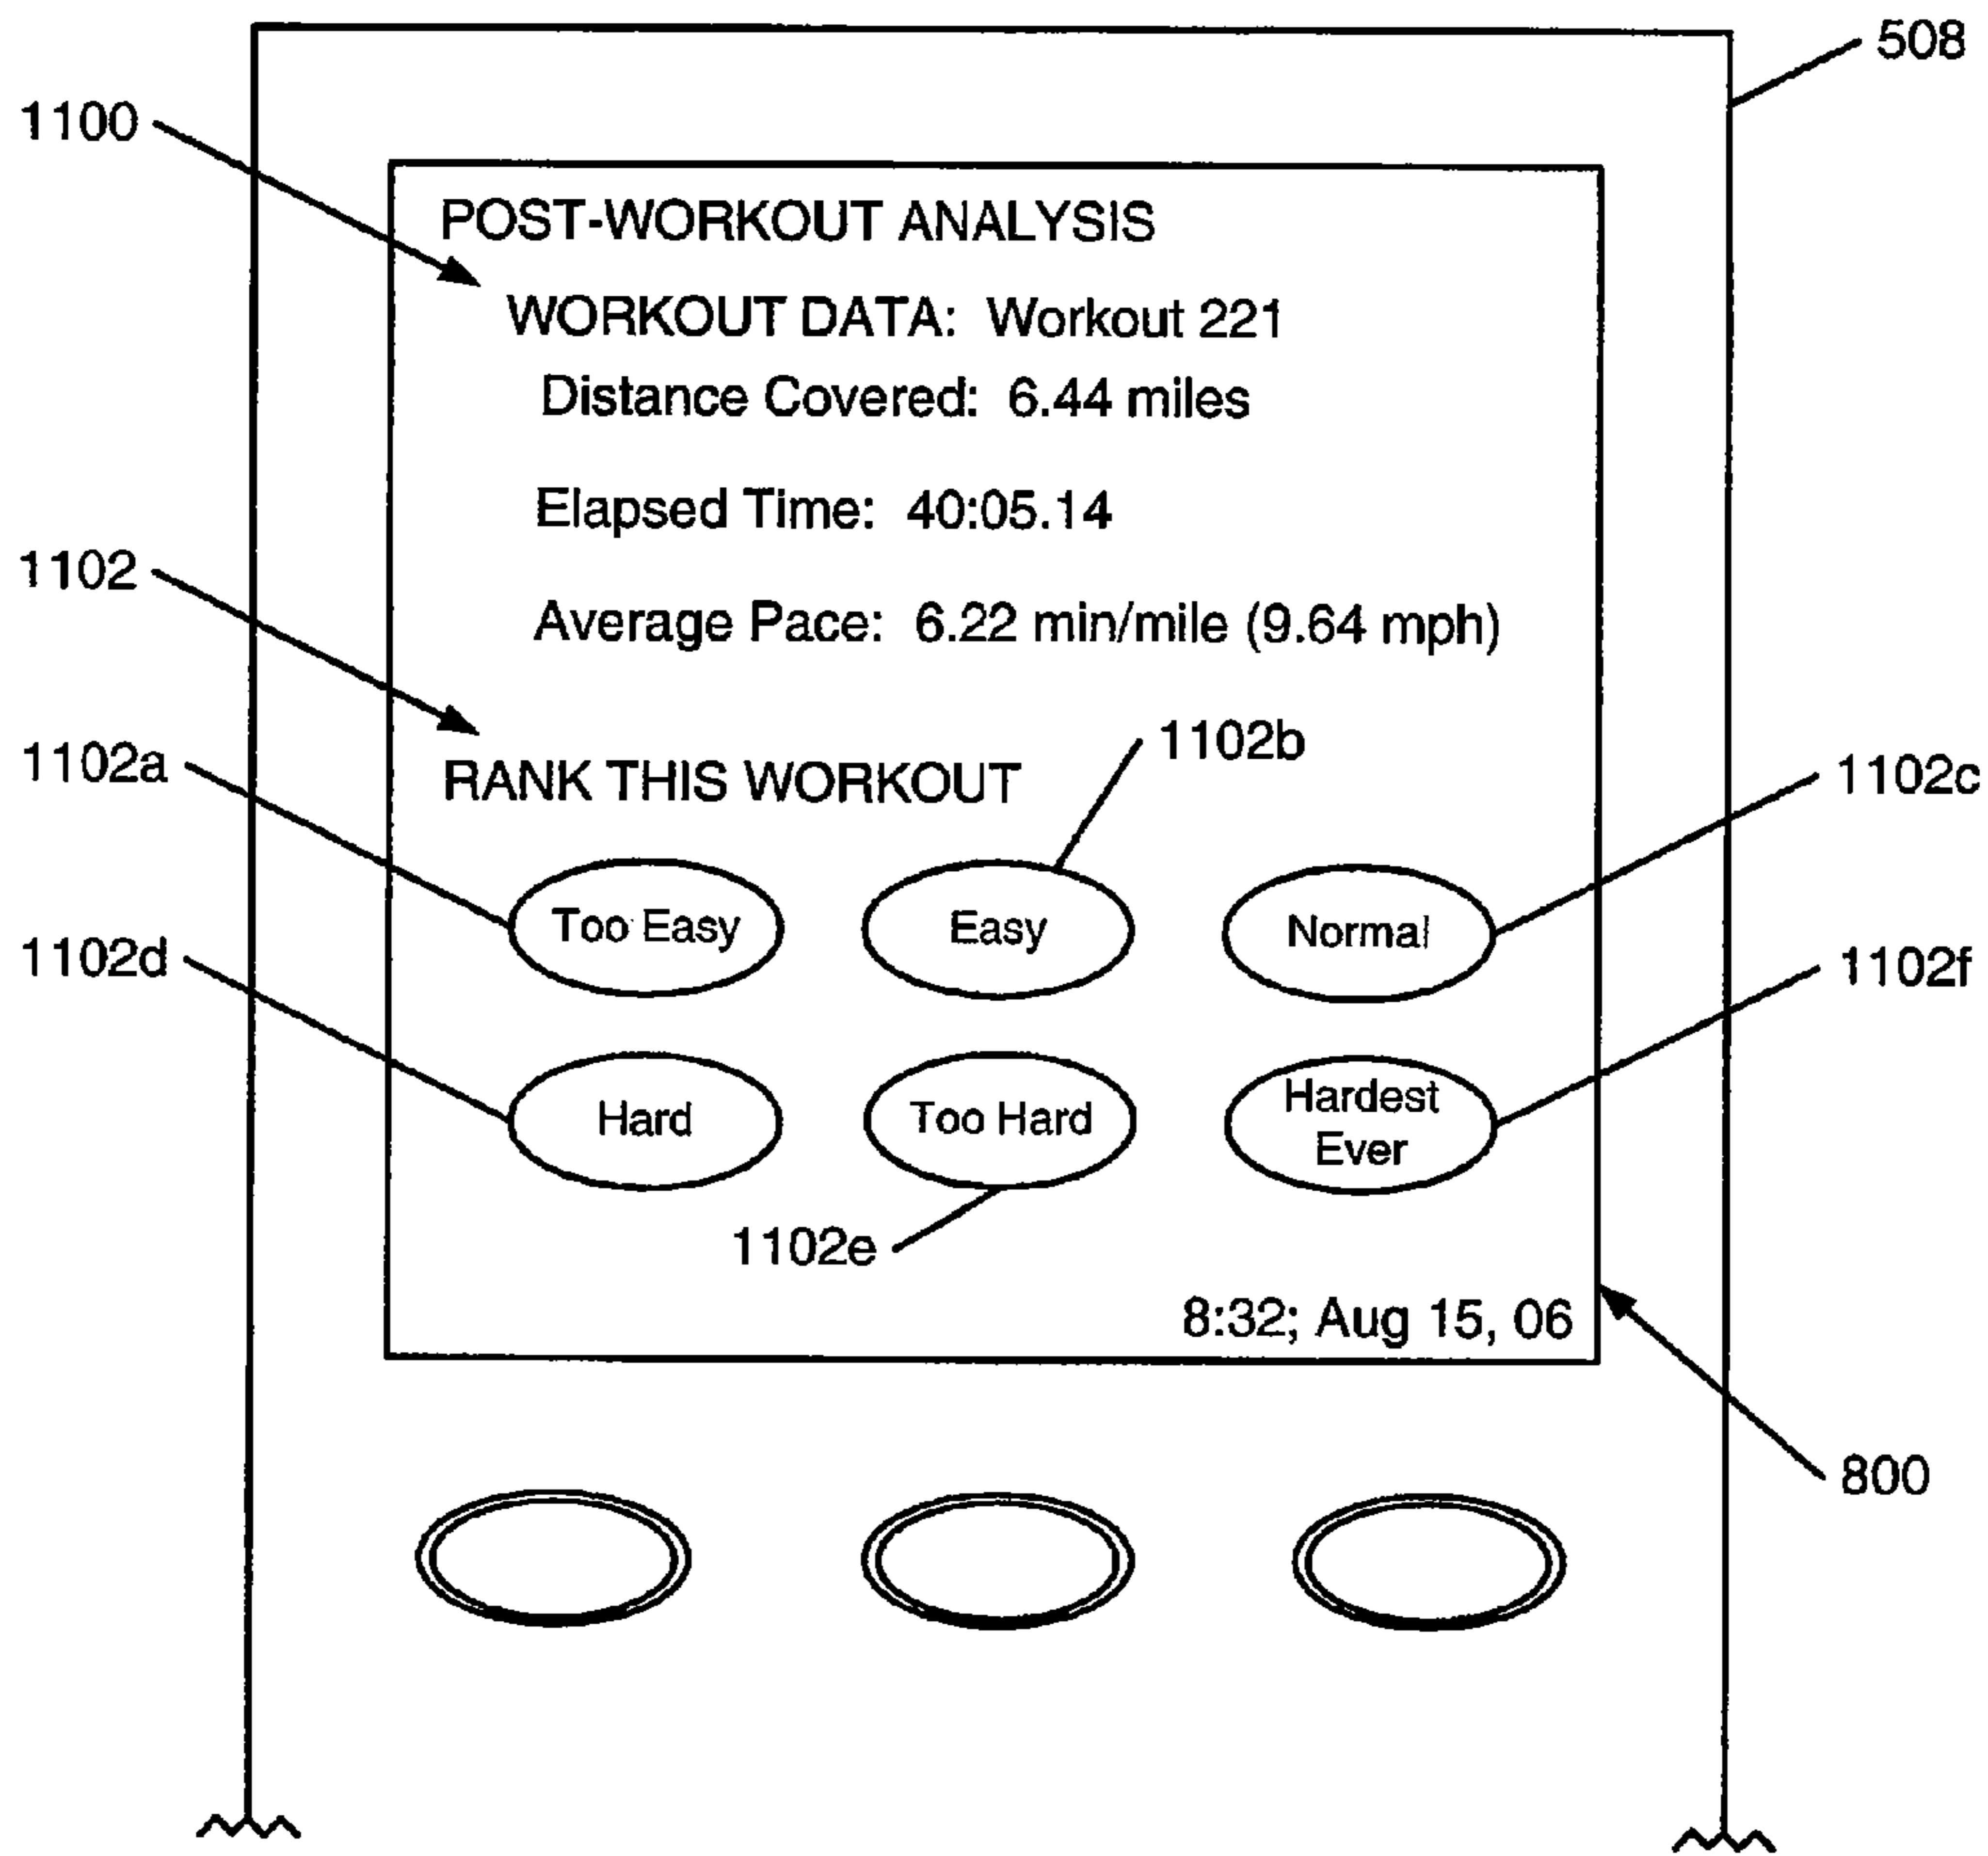 508
1100
POST-WORKOUT ANALYSIS
WORKOUT DATA: Workout 221
Distance Covered: 6.44 miles
Elapsed Time: 40:05.14
1102
Average Pace: 6.22 min/mile (9.64 mph)
1102b
1102a
1102c
RANK THIS WORKOUT
Too Easy
Easy
Normal
1102d
1102f
Hard
Too Hard
Hardest
Ever
1102e
8:32; Aug 15, 06
800